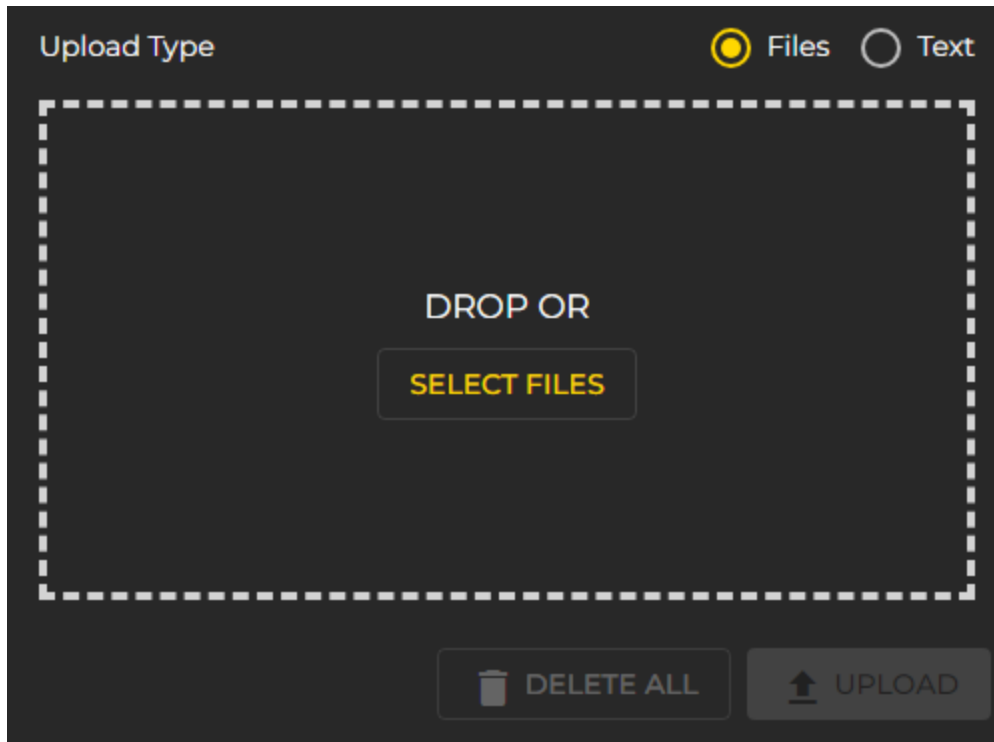 Upload Type Files Text
DROP OR
SELECT FILES
DELETE ALL UPLOAD